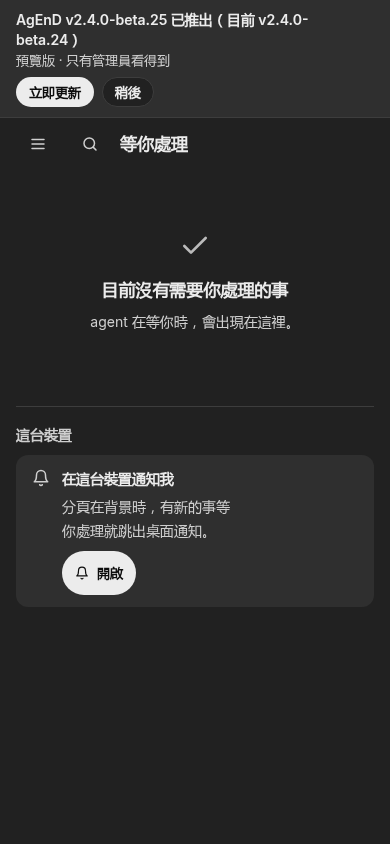 AgEnD v2.4.0-beta.25 已推出（目前 v2.4.0-
beta.24）
預覽版 · 只有管理員看得到
立即更新
稍後
等你處理
目前沒有需要你處理的事
agent 在等你時，會出現在這裡。
這台裝置
在這台裝置通知我
分頁在背景時，有新的事等
你處理就跳出桌面通知。
開啟